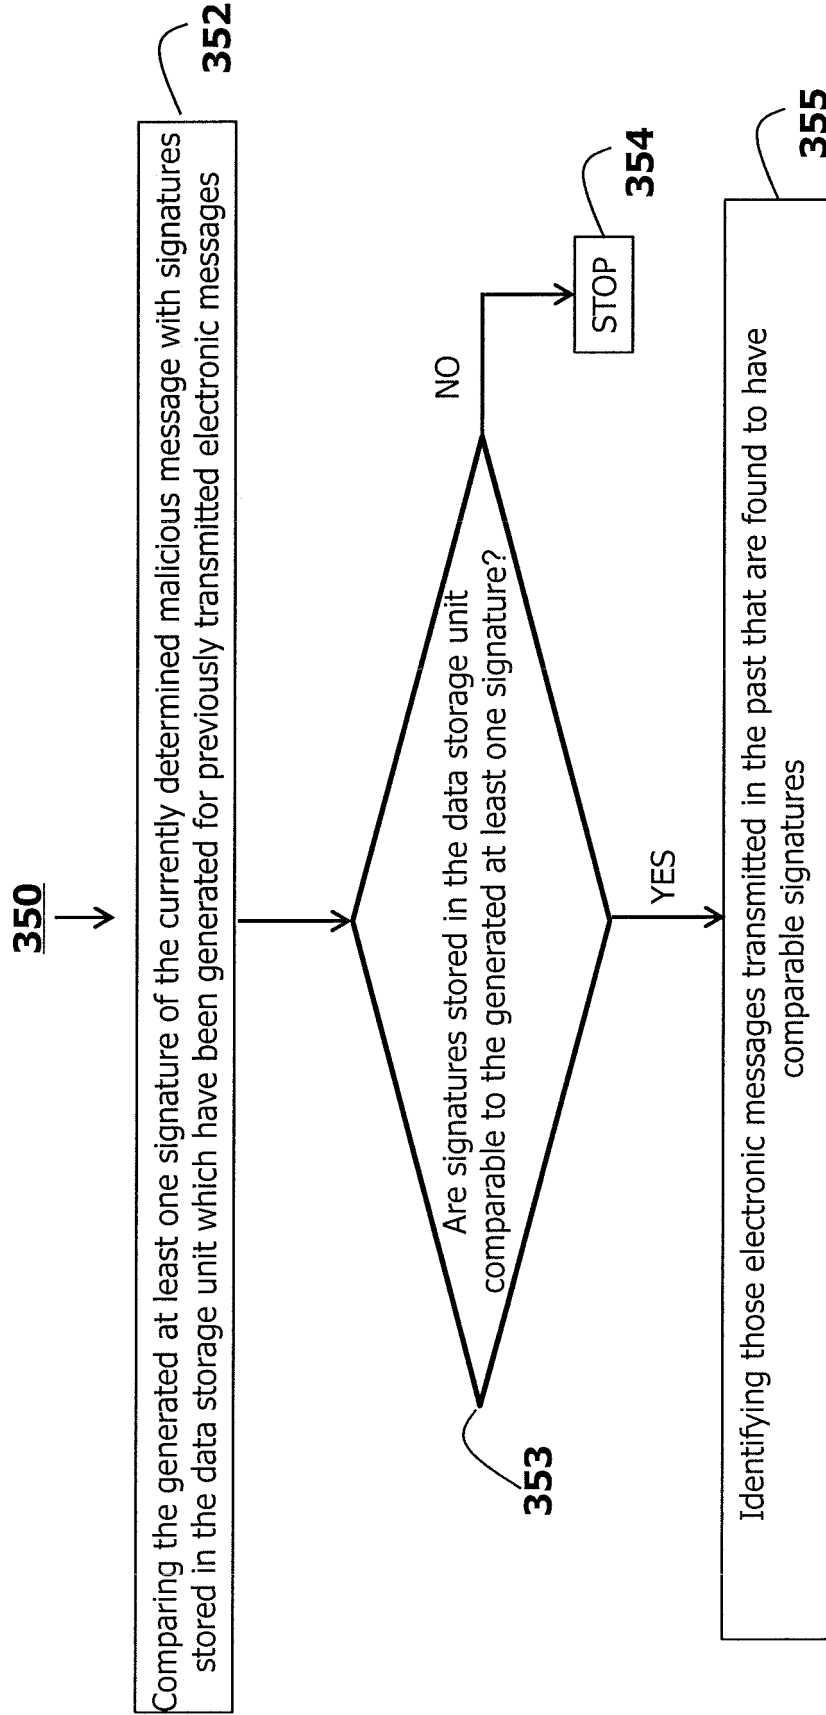 350
352
Comparing the generated at least one signature of the currently determined malicious message with signatures
stored in the data storage unit which have been generated for previously transmitted electronic messages
353
Are signatures stored in the data storage unit
comparable to the generated at least one signature?
NO
STOP
354
YES
355
Identifying those electronic messages transmitted in the past that are found to have
comparable signatures